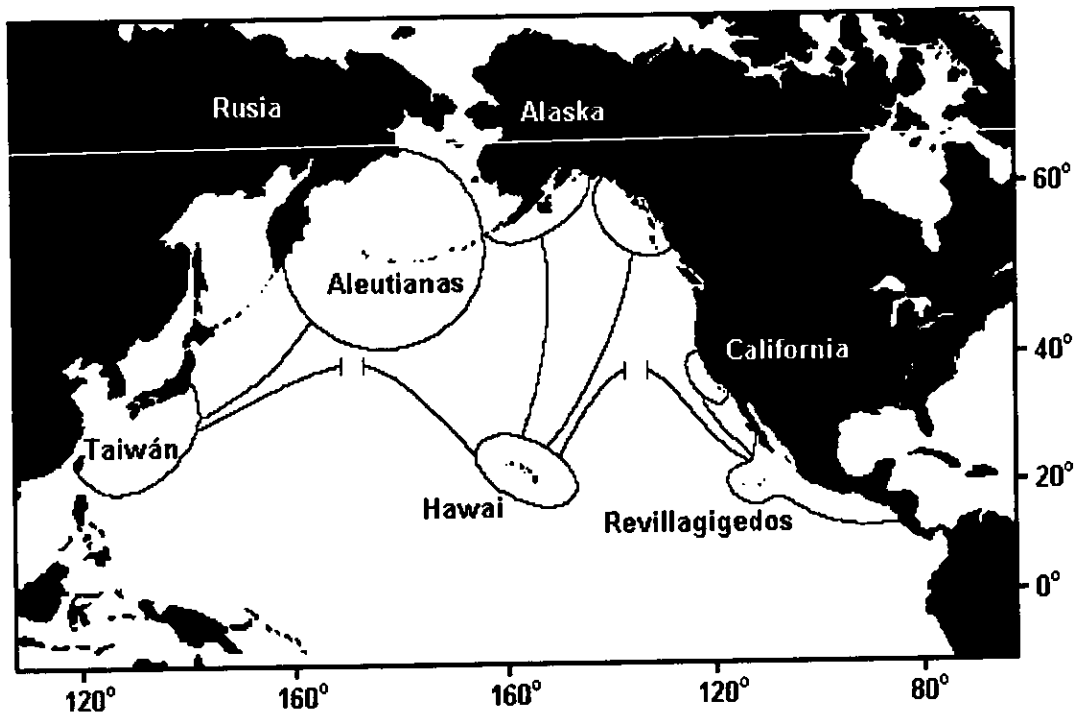 Rusia
Alaska
60°
Aleutianas
California
40°
Taiwán
Hawai
Revillagigedos
20°
0°
120°
160°
160°
120°
80°